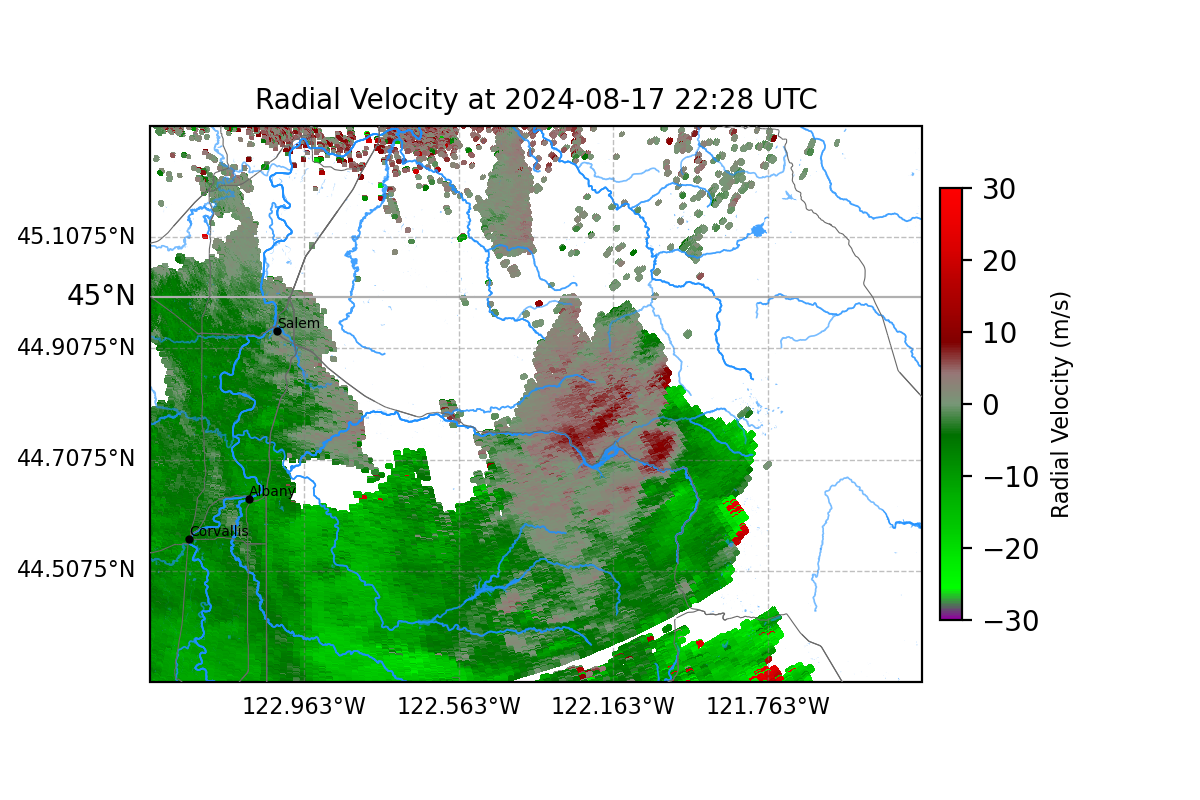 Radial Velocity at 2024-08-17 22:28 UTC
45.1075°N
45°N
44.9075°N
44.7075°N
44.5075°N
122.963°W
122.563°W
122.163°W
121.763°W
Salem
Albany
Corvallis
30
20
10
0
−10
−20
−30
Radial Velocity (m/s)